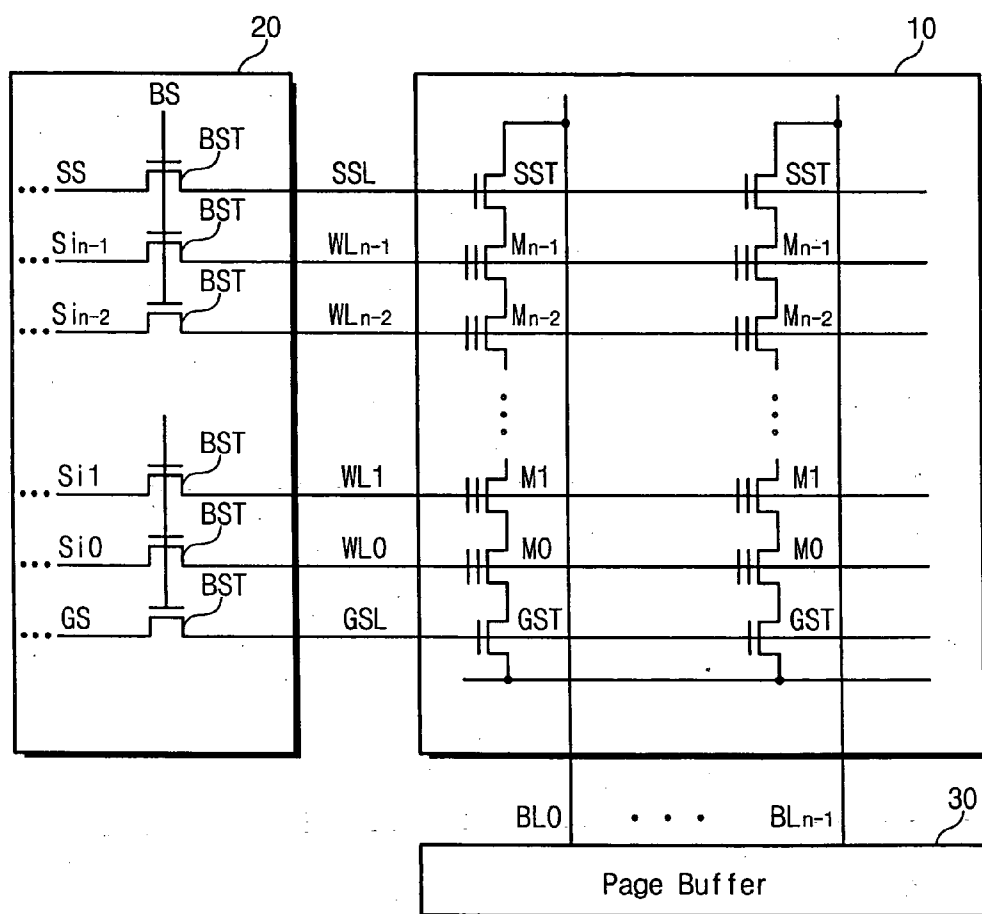 20
10
BS
BST
SS
SSL
SST
SST
BST
Sin-1
WLn-1
Mn-1
Mn-1
BST
Sin-2
WLn-2
Mn-2
Mn-2
BST
Si1
WL1
M1
M1
BST
Si0
WL0
M0
M0
BST
GS
GSL
GST
GST
BL0
BLn-1
30
Page Buffer